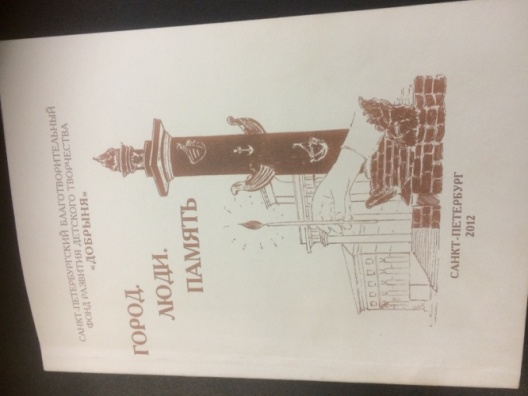 САНКТ-ПЕТЕРБУРГСКИЙ БЛАГОТВОРИТЕЛЬНЫЙ
ФОНД РАЗВИТИЯ ДЕТСКОГО ТВОРЧЕСТВА
«ДОБРЫНЯ»
ГОРОД.
ЛЮДИ.
ПАМЯТЬ
САНКТ-ПЕТЕРБУРГ
2012